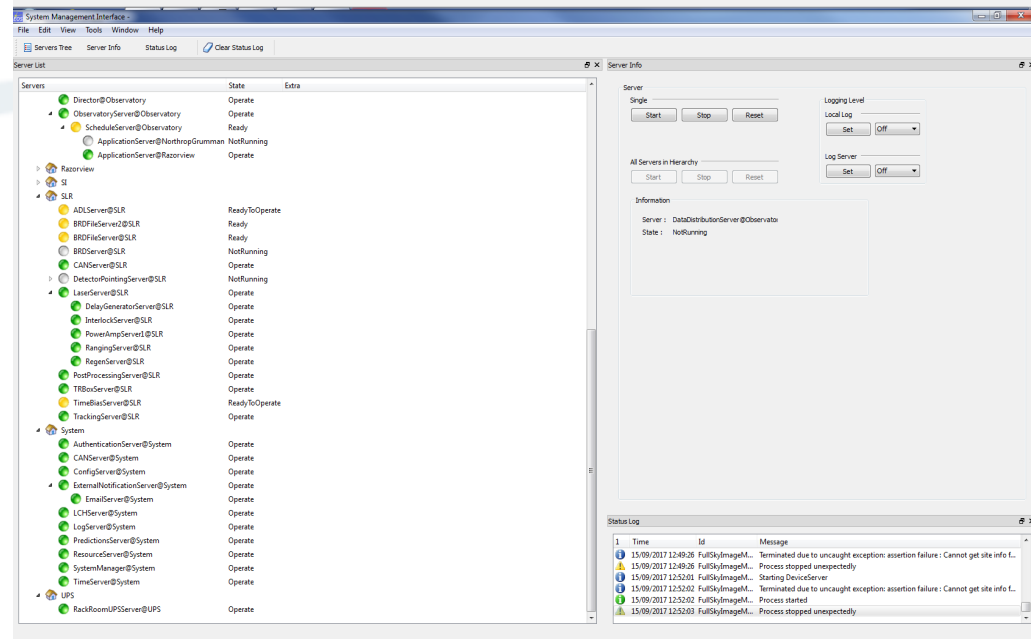 System Management Interface -
File Edit View Tools Window Help
Servers Tree Server Info Status Log Clear Status Log
Server List
Servers State Extra
Director@Observatory Operate
ObservatoryServer@Observatory Operate
ScheduleServer@Observatory Ready
ApplicationServer@NorthropGrumman NotRunning
ApplicationServer@Razorview Operate
Razorview
SI
SLR
ADLServer@SLR ReadyToOperate
BRDFileServer2@SLR Ready
BRDFileServer@SLR Ready
BRDServer@SLR NotRunning
CANServer@SLR Operate
DetectorPointingServer@SLR NotRunning
LaserServer@SLR Operate
DelayGeneratorServer@SLR Operate
InterlockServer@SLR Operate
PowerAmpServer1@SLR Operate
RangingServer@SLR Operate
RegenServer@SLR Operate
PostProcessingServer@SLR Operate
TRBoxServer@SLR Operate
TimeBiasServer@SLR ReadyToOperate
TrackingServer@SLR Operate
System
AuthenticationServer@System Operate
CANServer@System Operate
ConfigServer@System Operate
ExternalNotificationServer@System Operate
EmailServer@System Operate
LCHServer@System Operate
LogServer@System Operate
PredictionsServer@System Operate
ResourceServer@System Operate
SystemManager@System Operate
TimeServer@System Operate
UPS
RackRoomUPSServer@UPS Operate
Server Info
Server
Single
Start Stop Reset
All Servers in Hierarchy
Start Stop Reset
Logging Level
Local Log
Set Off
Log Server
Set Off
Information
Server : DataDistributionServer@Observato
State : NotRunning
Status Log
1 Time Id Message
15/09/2017 12:49:26 FullSkyImageM... Terminated due to uncaught exception: assertion failure : Cannot get site info f...
15/09/2017 12:49:26 FullSkyImageM... Process stopped unexpectedly
15/09/2017 12:52:01 FullSkyImageM... Starting DeviceServer
15/09/2017 12:52:02 FullSkyImageM... Terminated due to uncaught exception: assertion failure : Cannot get site info f...
15/09/2017 12:52:02 FullSkyImageM... Process started
15/09/2017 12:52:03 FullSkyImageM... Process stopped unexpectedly